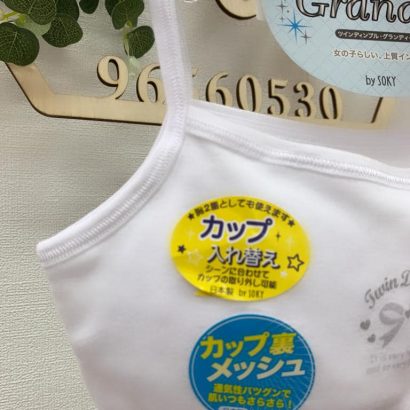 Grand
ツインディンプル・グランディ
女の子らしい、上質イン
by SOKY
96760530
★胸2重としても使えます★
カップ
入れ替え
シーンに合わせて
カップの取り外し可能
日本製 by SOKY
Twin D
カップ裏
メッシュ
通気性バツグンで
肌いつもさらさら!